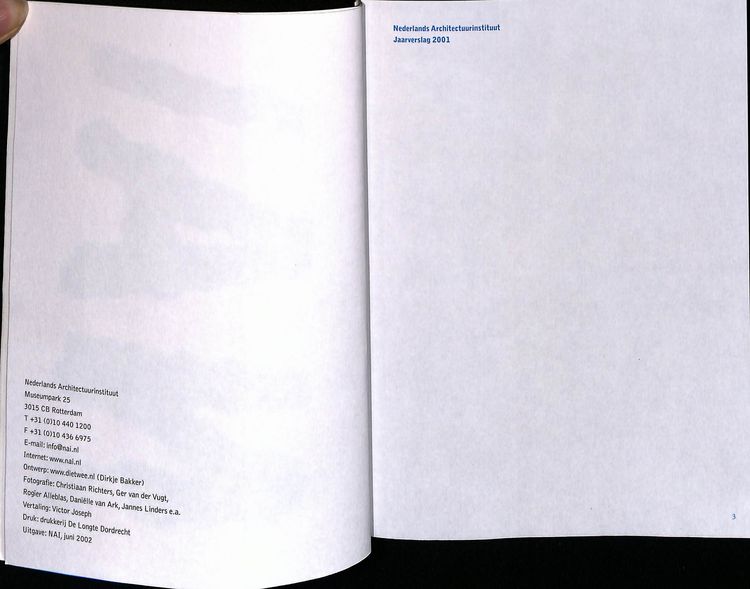 Nederlands Architectuurinstituut
Museumpark 25
3015 CB Rotterdam
T +31 (0)10 440 1200
F +31 (0)10 436 6975
E-mail: info@nai.nl
Internet: www.nai.nl
Ontwerp: www.dietwee.nl (Dirkje Bakker)
Fotografie: Christiaan Richters, Ger van der Vugt,
Rogier Alleblas, Daniëlle van Ark, Jannes Linders e.a.
Vertaling: Victor Joseph
Druk: drukkerij De Longte Dordrecht
Uitgave: NAI, juni 2002
Nederlands Architectuurinstituut
Jaarverslag 2001
3